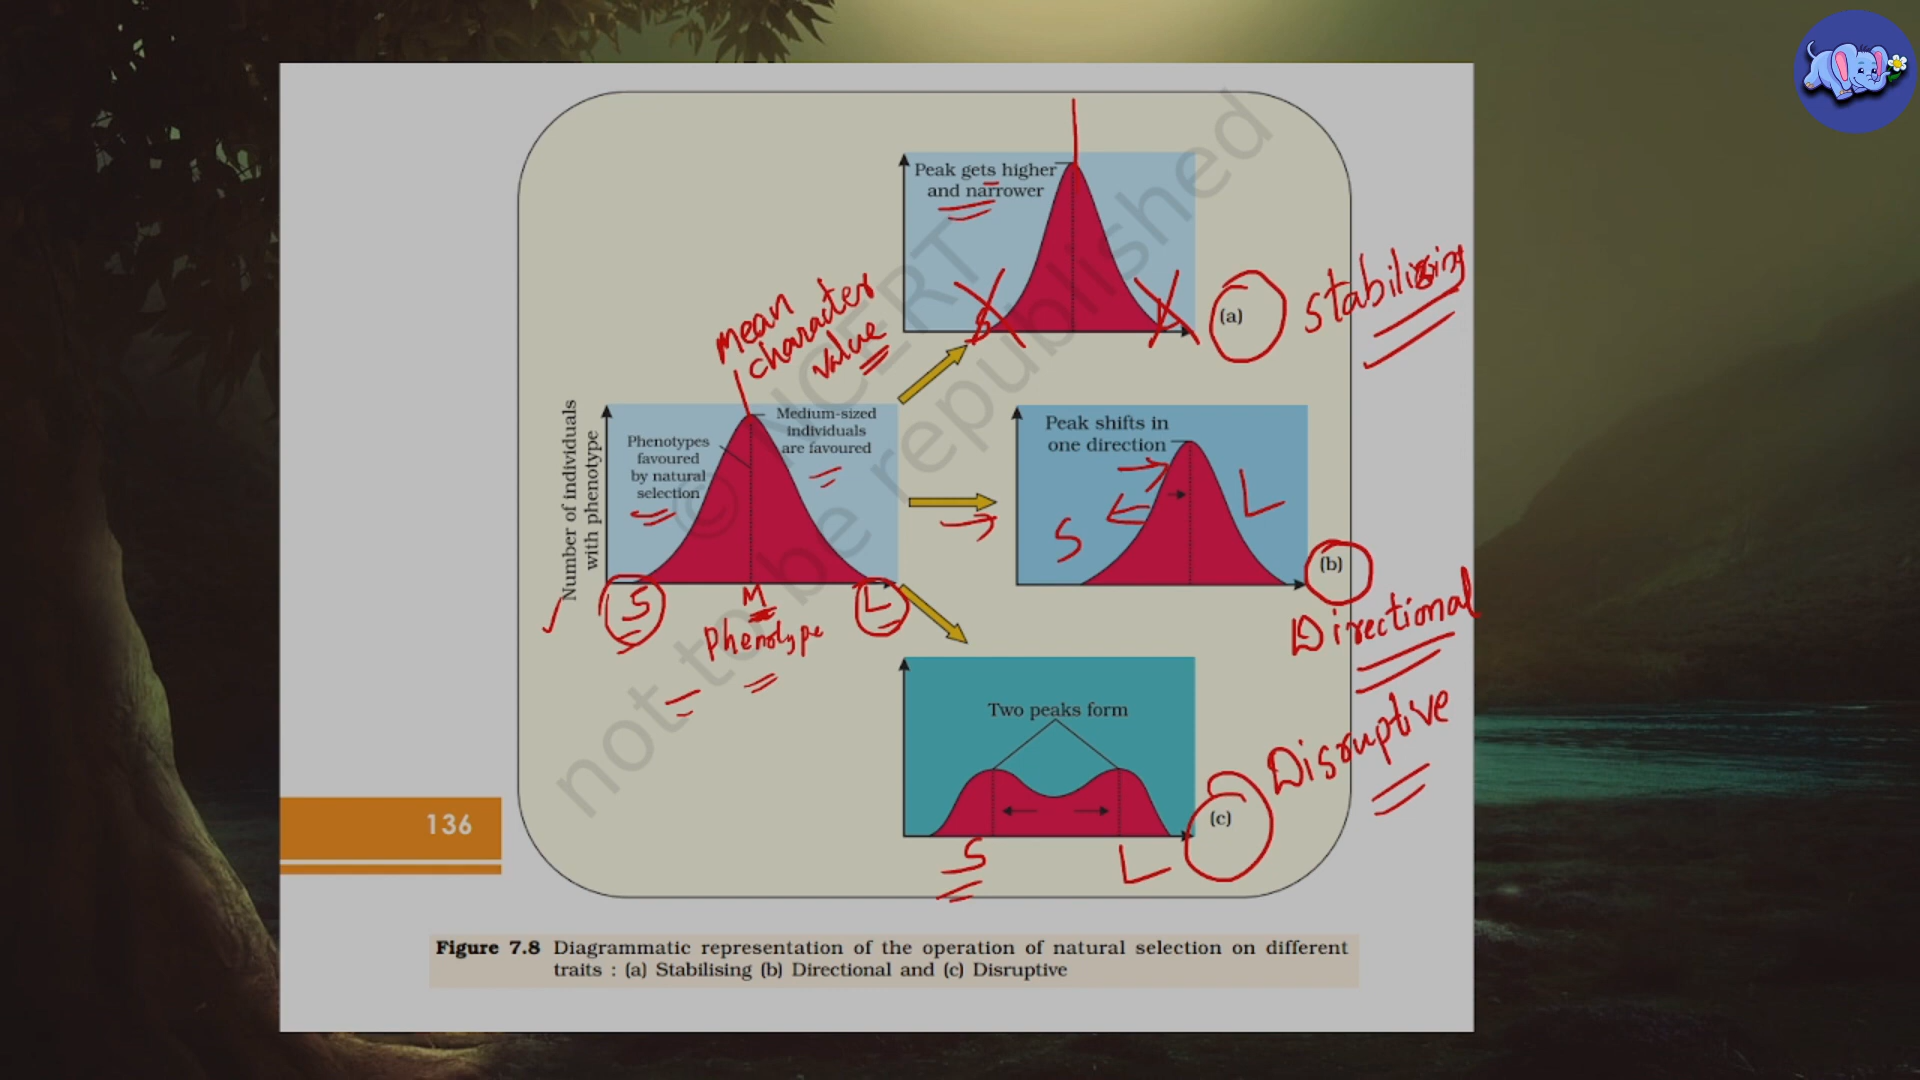 Peak gets higher
and narrower
(a)
Stabilising
mean
character
value
Number of individuals
with phenotype
Phenotypes
favoured
by natural
selection
Medium-sized
individuals
are favoured
S
M
L
Phenotype
Peak shifts in
one direction
S
L
(b)
Directional
Two peaks form
(c)
Disruptive
S
L
© NCERT
not to be republished
136
Figure 7.8 Diagrammatic representation of the operation of natural selection on different
traits : (a) Stabilising (b) Directional and (c) Disruptive